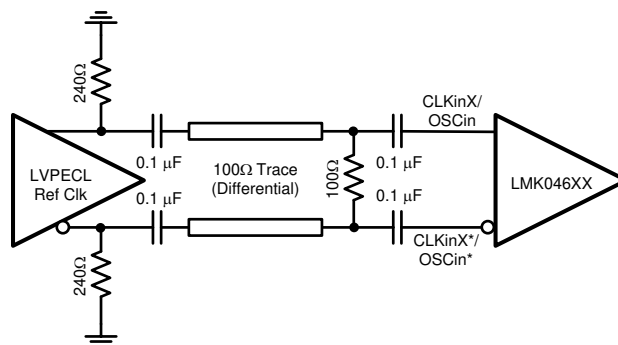 240Ω
CLKinX/
OSCin
0.1 µF
0.1 µF
LVPECL
Ref Clk
100Ω Trace
(Differential)
100Ω
LMK046XX
0.1 µF
0.1 µF
CLKinX*/
OSCin*
240Ω